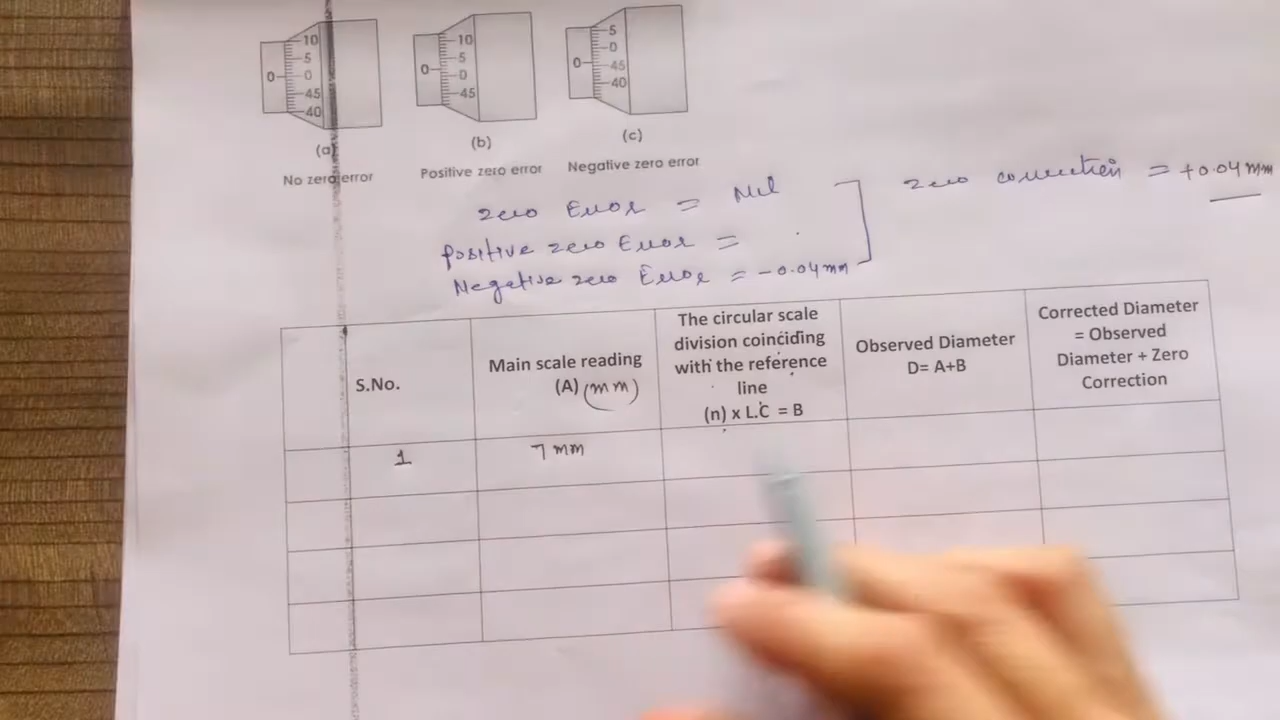 10
5
0
0
45
40
10
5
0
0
45
5
0
0
45
40
(a)
(b)
(c)
No zero error
Positive zero error
Negative zero error
zero Error = Nil
zero correction = +0.04 mm
positive zero Error =
Negative zero Error = -0.04 mm
S.No.
Main scale reading
(A) (mm)
The circular scale
division coinciding
with the reference
line
(n) x L.C = B
Observed Diameter
D= A+B
Corrected Diameter
= Observed
Diameter + Zero
Correction
1
7 mm